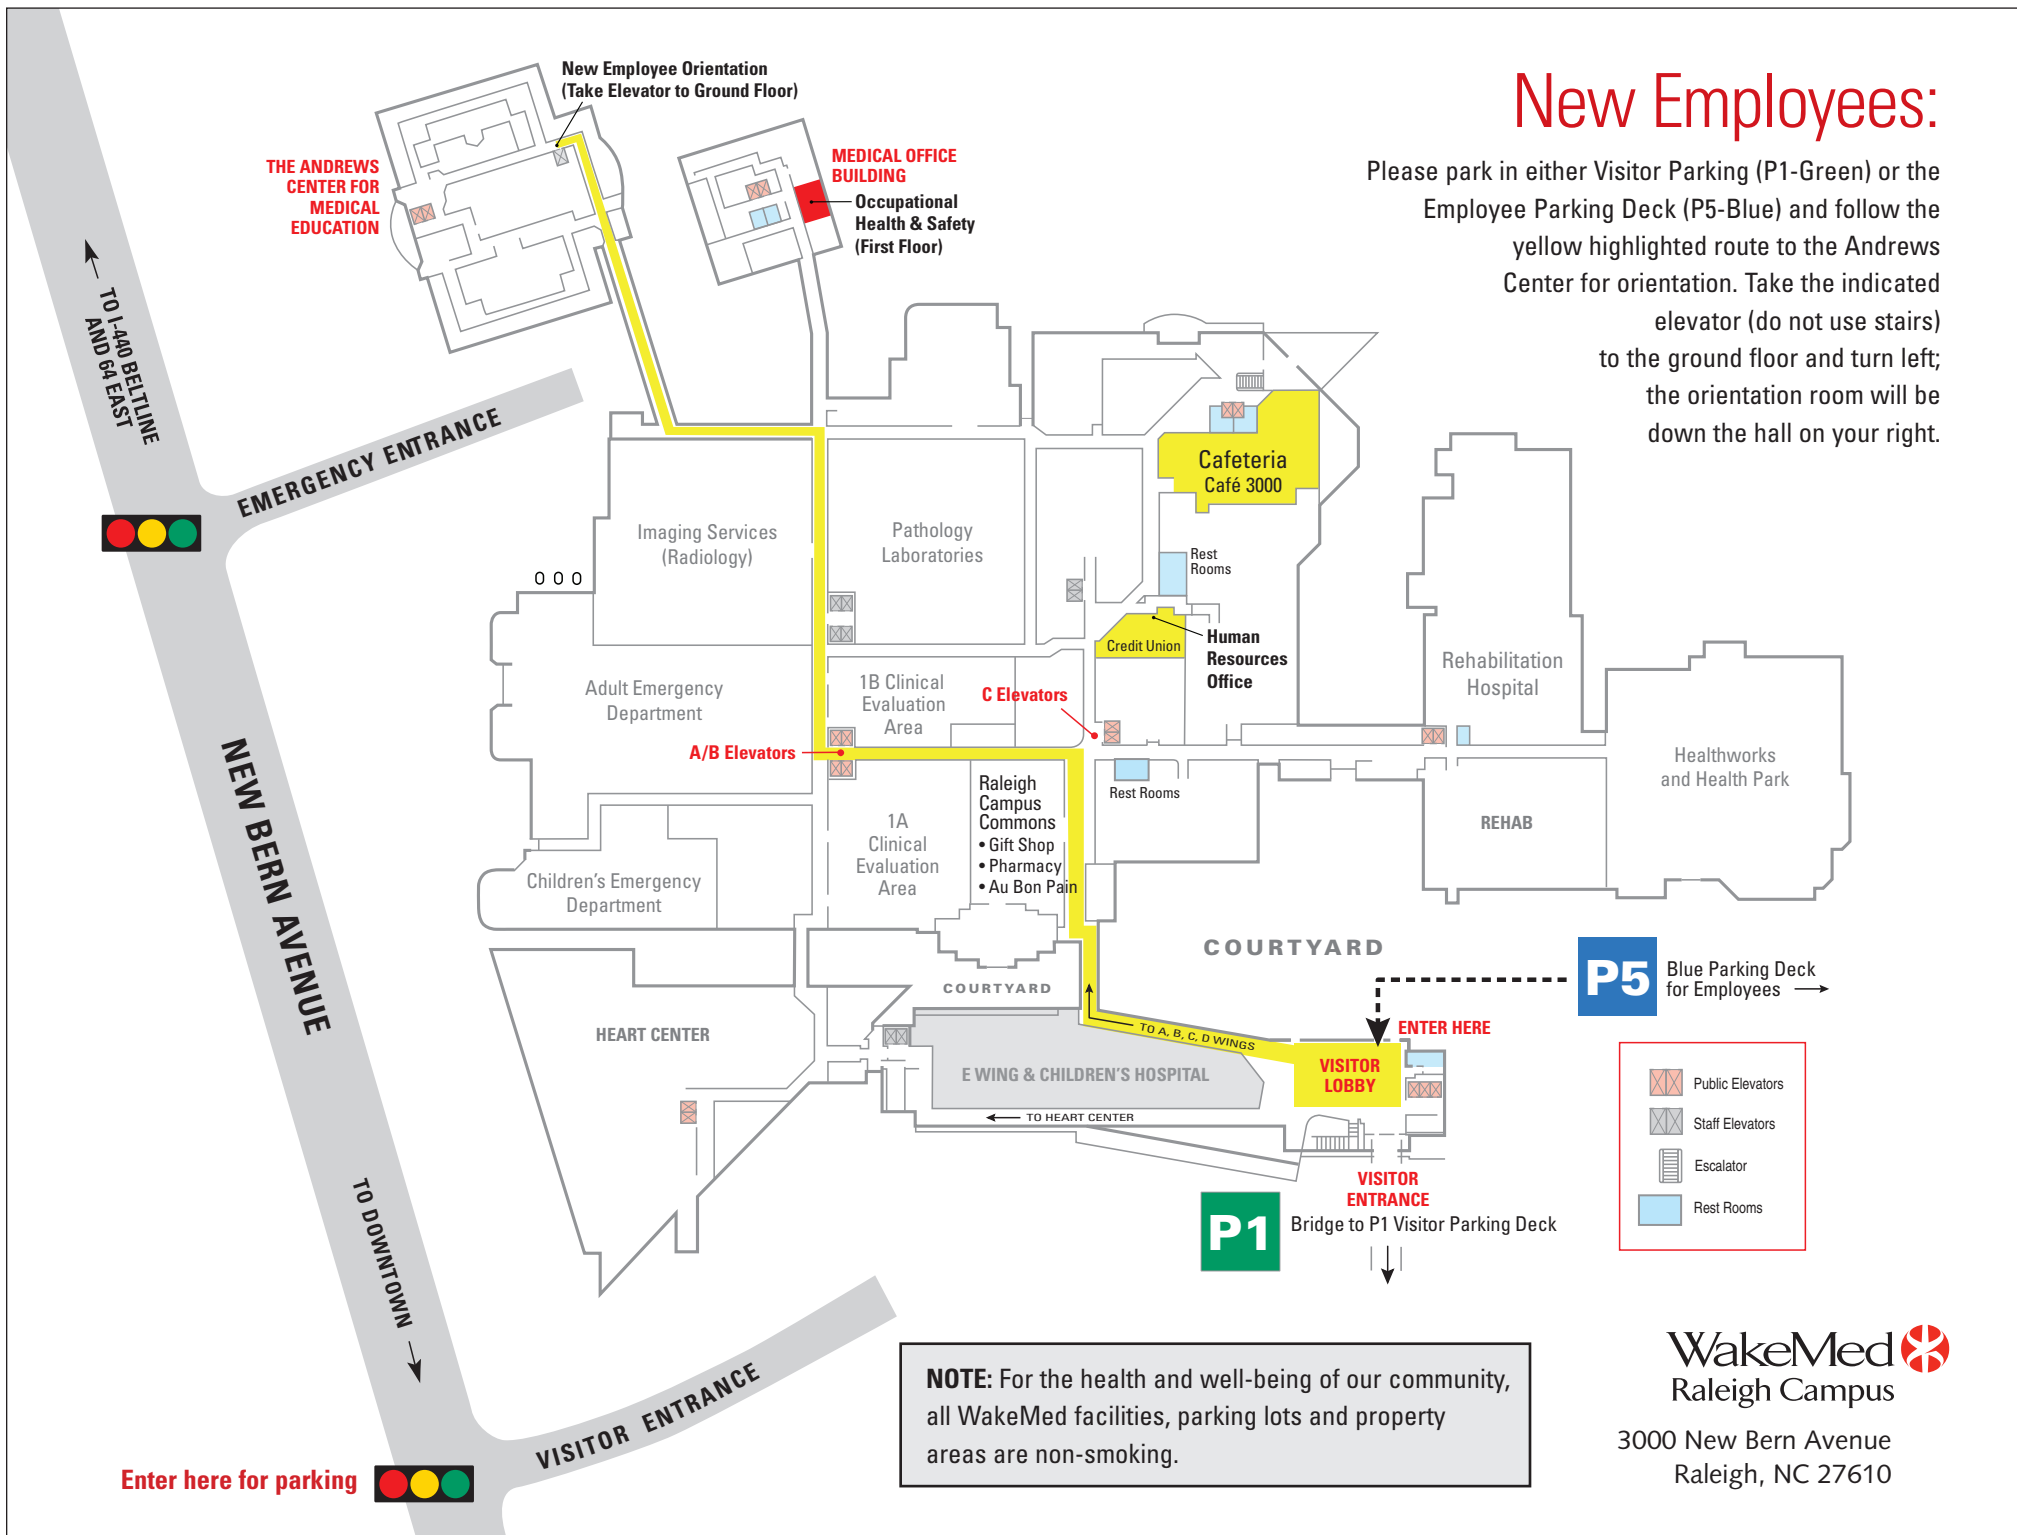 New Employees:
Please park in either Visitor Parking (P1-Green) or the
Employee Parking Deck (P5-Blue) and follow the
yellow highlighted route to the Andrews
Center for orientation. Take the indicated
elevator (do not use stairs)
to the ground floor and turn left;
the orientation room will be
down the hall on your right.
New Employee Orientation
(Take Elevator to Ground Floor)
THE ANDREWS
CENTER FOR
MEDICAL
EDUCATION
MEDICAL OFFICE
BUILDING
Occupational
Health & Safety
(First Floor)
TO I-440 BELTLINE
AND 64 EAST
EMERGENCY ENTRANCE
Cafeteria
Café 3000
Imaging Services
(Radiology)
Pathology
Laboratories
Rest
Rooms
Credit Union
Human
Resources
Office
Rehabilitation
Hospital
Adult Emergency
Department
1B Clinical
Evaluation
Area
C Elevators
A/B Elevators
Healthworks
and Health Park
Raleigh
Campus
Commons
• Gift Shop
• Pharmacy
• Au Bon Pain
Rest Rooms
1A
Clinical
Evaluation
Area
REHAB
Children's Emergency
Department
NEW BERN AVENUE
COURTYARD
COURTYARD
P5
Blue Parking Deck
for Employees
HEART CENTER
TO A, B, C, D WINGS
ENTER HERE
VISITOR
LOBBY
E WING & CHILDREN'S HOSPITAL
TO HEART CENTER
Public Elevators
Staff Elevators
Escalator
Rest Rooms
VISITOR
ENTRANCE
P1
Bridge to P1 Visitor Parking Deck
TO DOWNTOWN
VISITOR ENTRANCE
Enter here for parking
NOTE: For the health and well-being of our community,
all WakeMed facilities, parking lots and property
areas are non-smoking.
WakeMed
Raleigh Campus
3000 New Bern Avenue
Raleigh, NC 27610